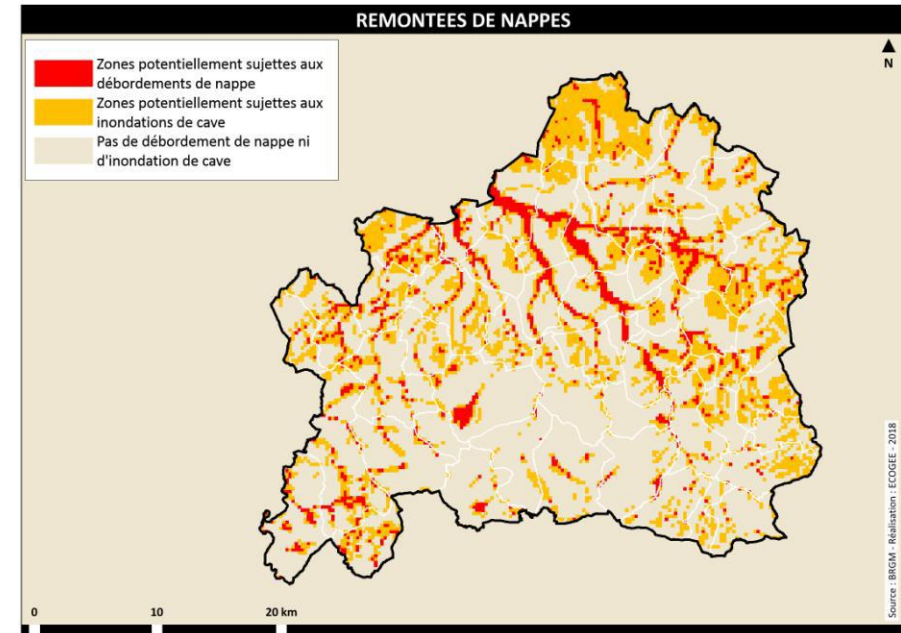 REMONTEES DE NAPPES
Zones potentiellement sujettes aux
débordements de nappe
Zones potentiellement sujettes aux
inondations de cave
Pas de débordement de nappe ni
d'inondation de cave
N
Source : BRGM - Réalisation : ECOGEE - 2018
0 10 20 km